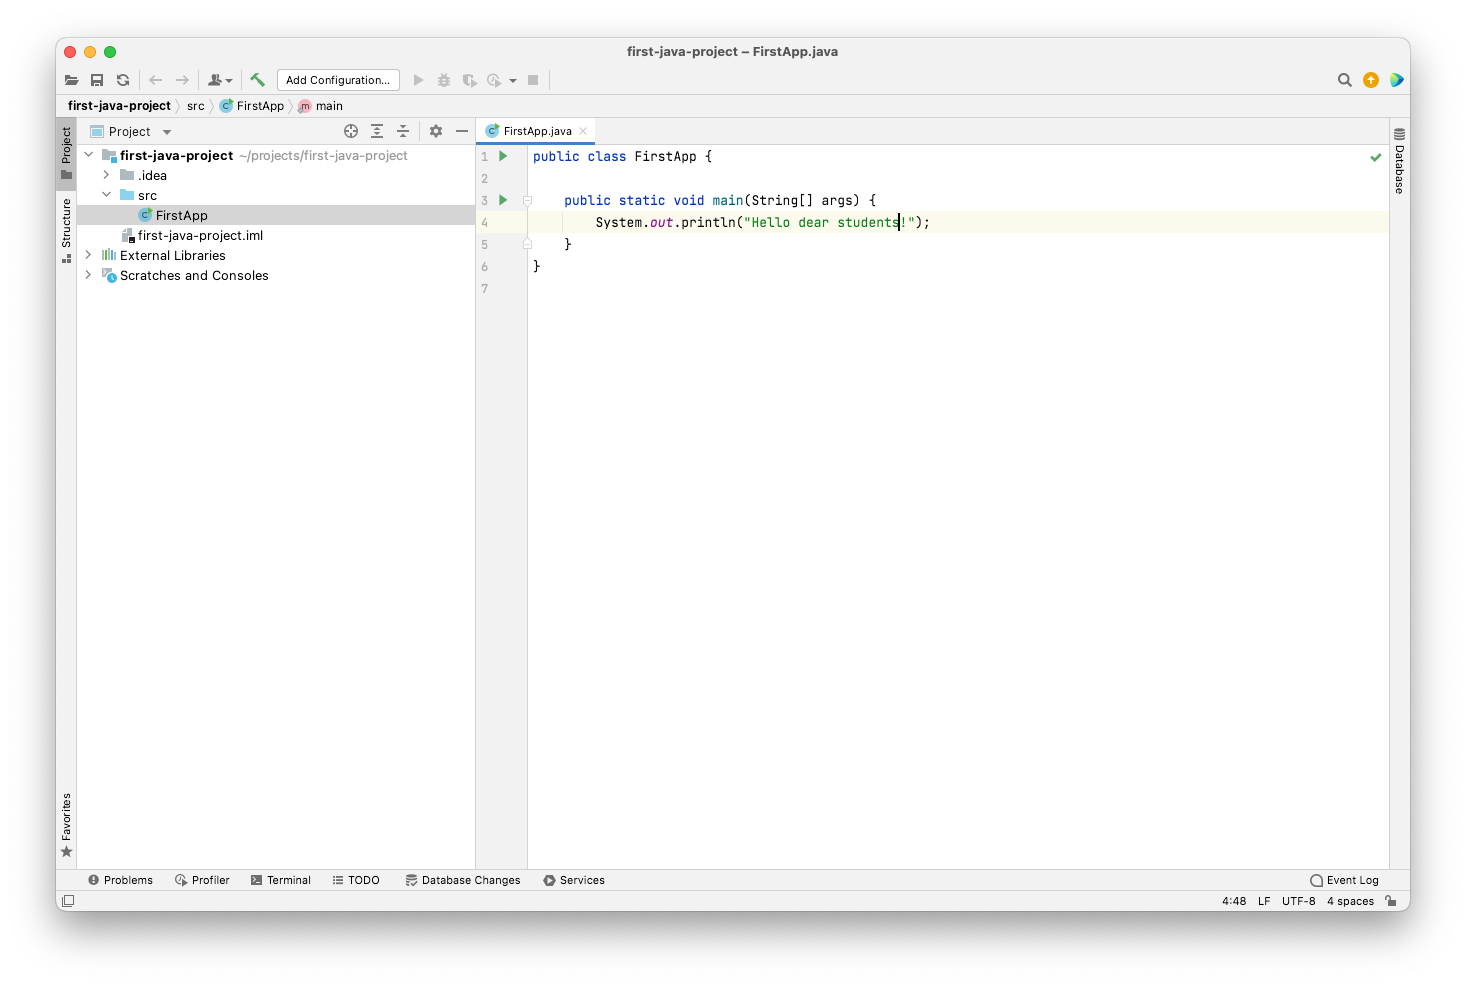 first-java-project – FirstApp.java
Add Configuration...
first-java-project src C FirstApp m main
Project
Structure
Favorites
Project
first-java-project ~/projects/first-java-project
.idea
src
C FirstApp
first-java-project.iml
External Libraries
Scratches and Consoles
C FirstApp.java
1 public class FirstApp {
2
3     public static void main(String[] args) {
4         System.out.println("Hello dear students!");
5     }
6 }
7
Database
Problems Profiler Terminal TODO Database Changes Services Event Log
4:48 LF UTF-8 4 spaces